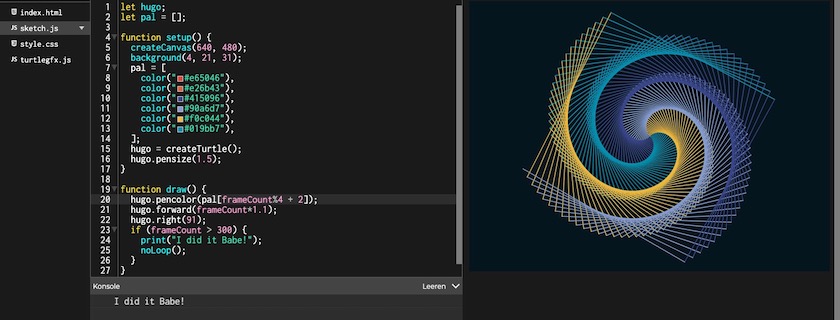 index.html
JS sketch.js
style.css
JS turtlegfx.js
1 let hugo;
2 let pal = [];
3
4 function setup() {
5 createCanvas(640, 480);
6 background(4, 21, 31);
7 pal = [
8 color("#e65046"),
9 color("#e26b43"),
10 color("#415096"),
11 color("#90a6d7"),
12 color("#f0c044"),
13 color("#019bb7"),
14 ];
15 hugo = createTurtle();
16 hugo.pensize(1.5);
17 }
18
19 function draw() {
20 hugo.pencolor(pal[frameCount%4 + 2]);
21 hugo.forward(frameCount*1.1);
22 hugo.right(91);
23 if (frameCount > 300) {
24 print("I did it Babe!");
25 noLoop();
26 }
27 }
Konsole Leeren
I did it Babe!